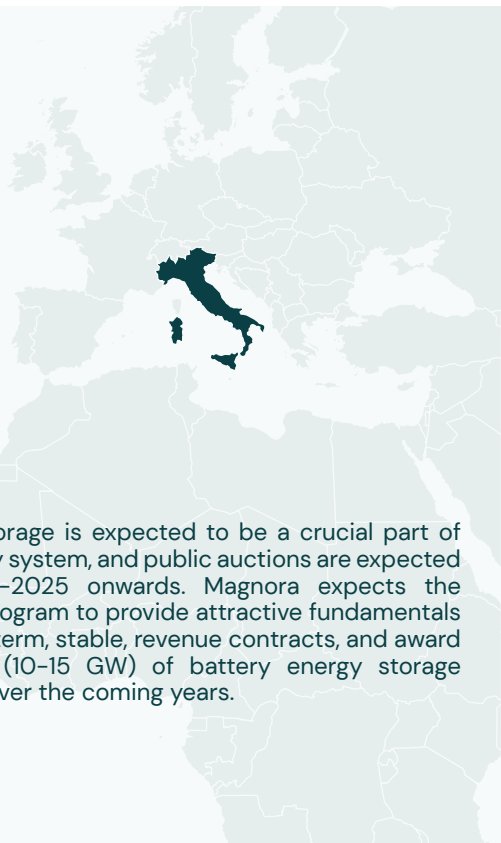 orage is expected to be a crucial part of
y system, and public auctions are expected
-2025 onwards. Magnora expects the
ogram to provide attractive fundamentals
term, stable, revenue contracts, and award
(10-15 GW) of battery energy storage
ver the coming years.